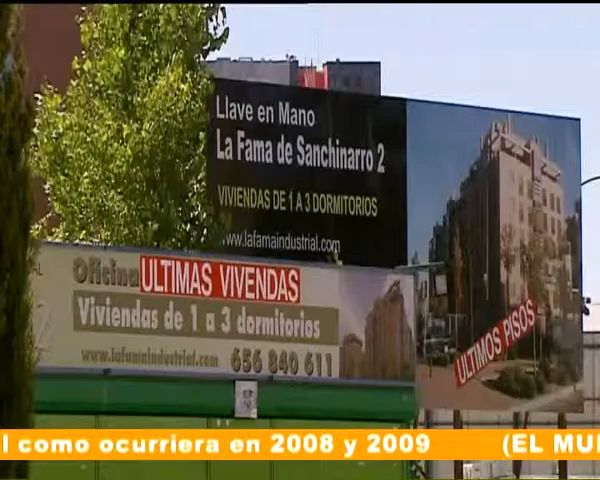 Llave en Mano
La Fama de Sanchinarro 2
VIVIENDAS DE 1 A 3 DORMITORIOS
www.lafamaindustrial.com
ULTIMOS PISOS
Oficina
ULTIMAS VIVENDAS
Viviendas de 1 a 3 dormitorios
www.lafamaindustrial.com
656 840 611
l como ocurriera en 2008 y 2009 (EL MU